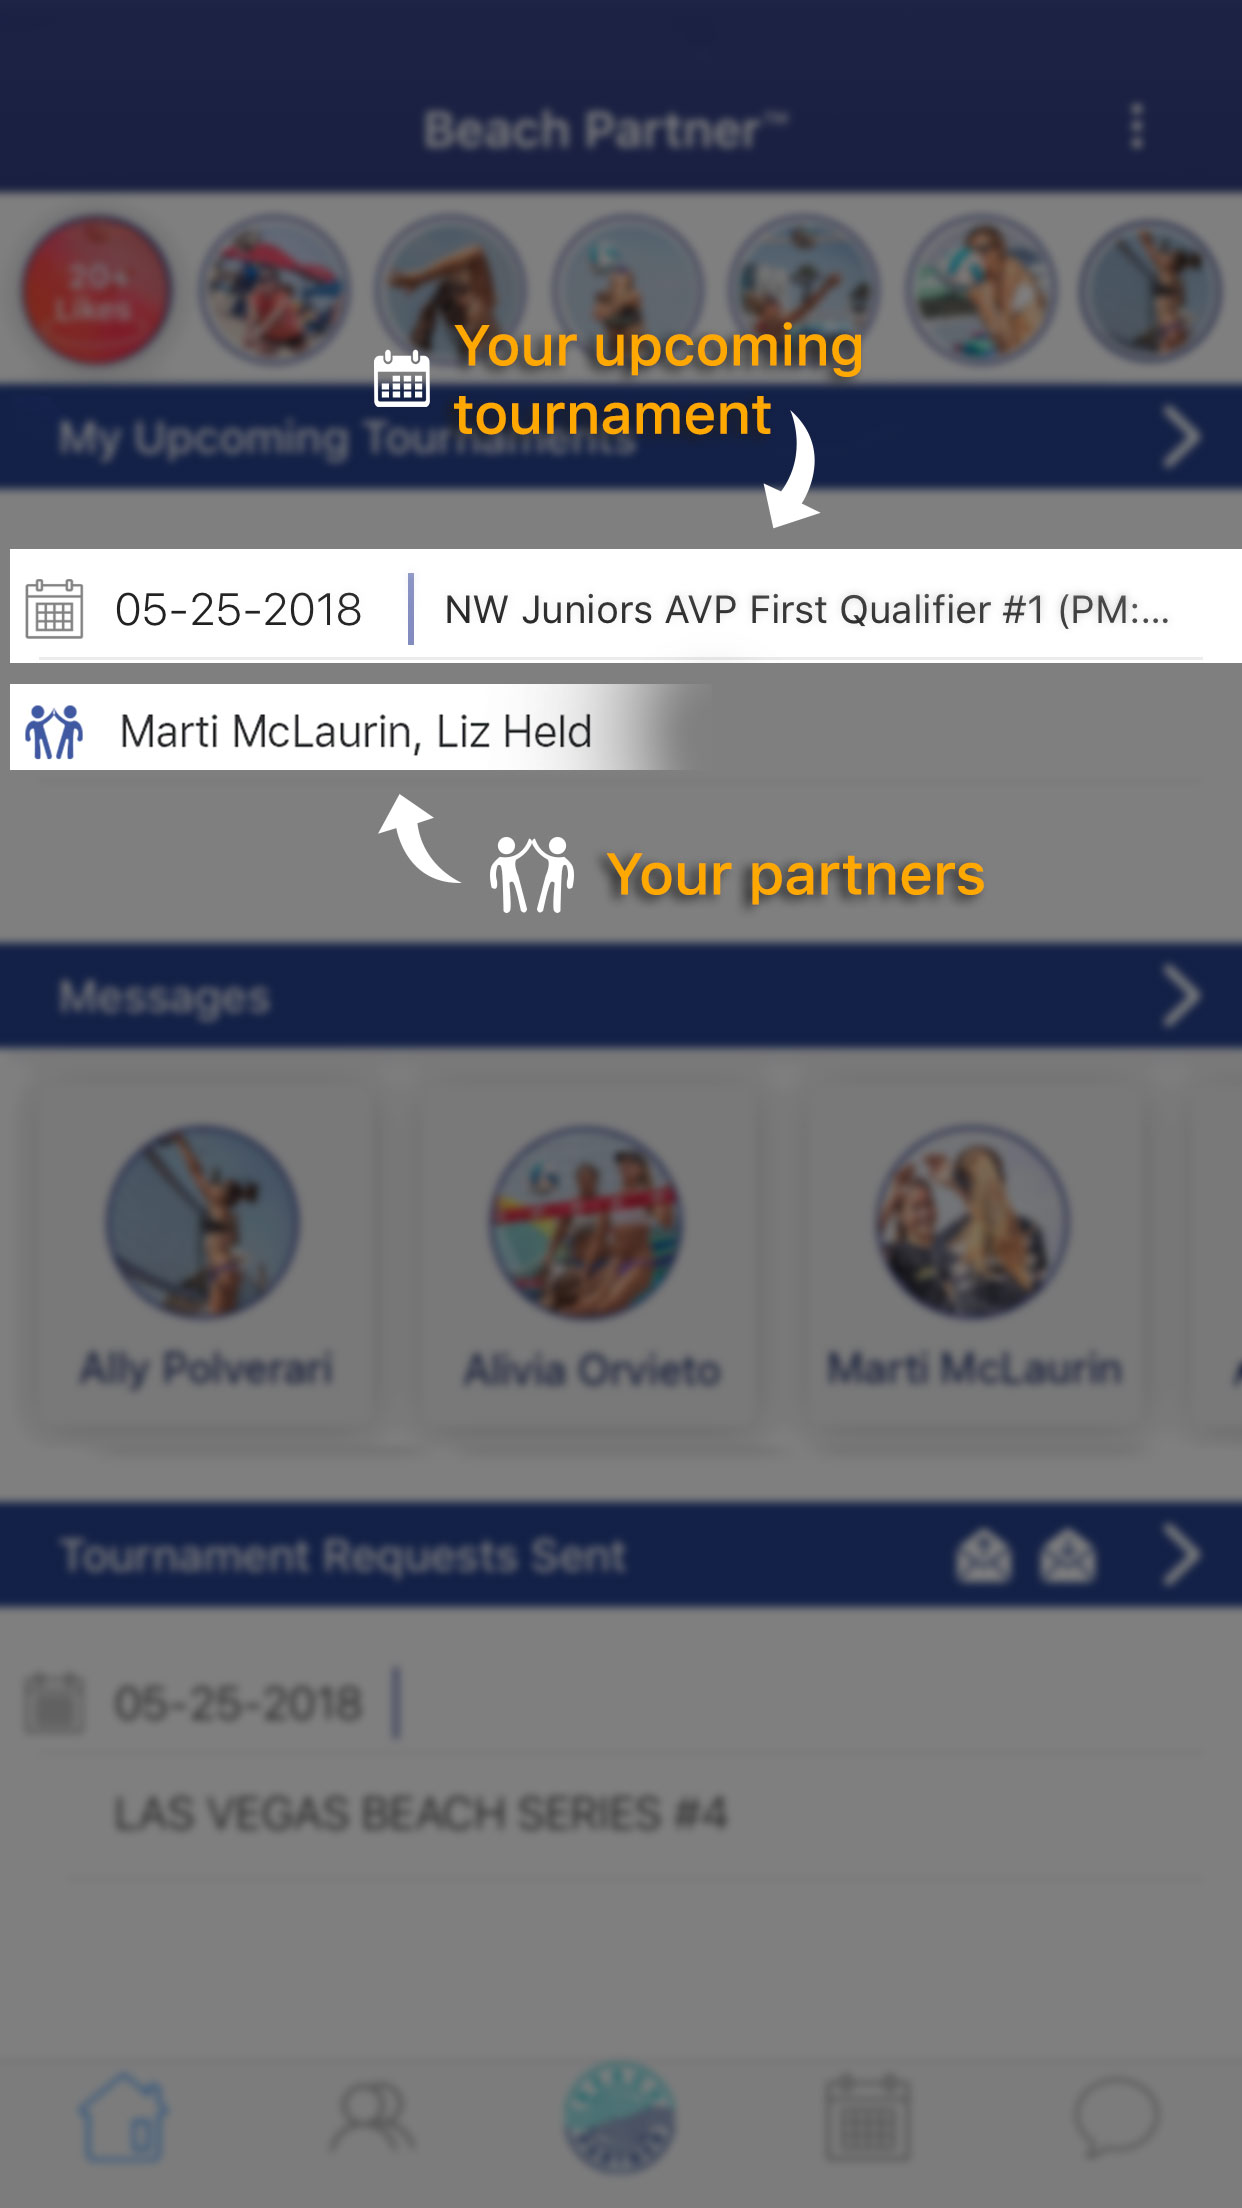 Beach Partner™
20+
Likes
Your upcoming
tournament
My Upcoming Tournaments
05-25-2018
NW Juniors AVP First Qualifier #1 (PM:...
Marti McLaurin, Liz Held
Your partners
Messages
Ally Polverari
Alivia Orvieto
Marti McLaurin
Tournament Requests Sent
05-25-2018
LAS VEGAS BEACH SERIES #4